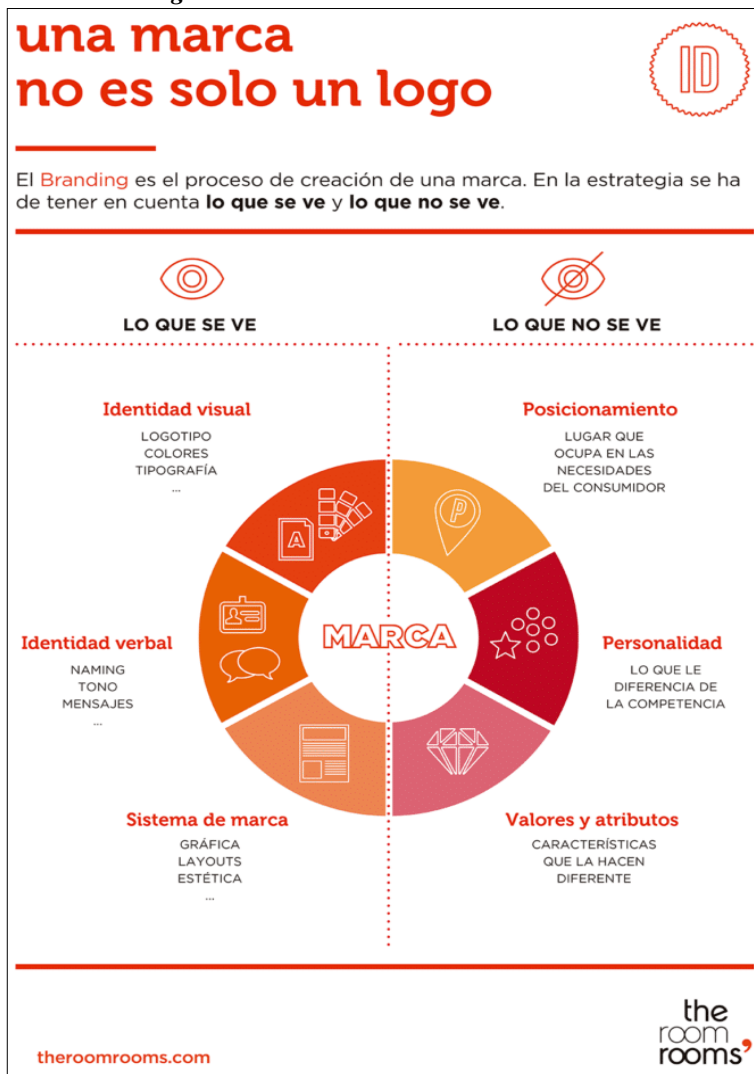 una marca
no es solo un logo
ID
El Branding es el proceso de creación de una marca. En la estrategia se ha
de tener en cuenta lo que se ve y lo que no se ve.
LO QUE SE VE
LO QUE NO SE VE
Identidad visual
LOGOTIPO
COLORES
TIPOGRAFÍA
...
Posicionamiento
LUGAR QUE
OCUPA EN LAS
NECESIDADES
DEL CONSUMIDOR
A
P
MARCA
Identidad verbal
NAMING
TONO
MENSAJES
...
Personalidad
LO QUE LE
DIFERENCIA DE
LA COMPETENCIA
Sistema de marca
GRÁFICA
LAYOUTS
ESTÉTICA
...
Valores y atributos
CARACTERÍSTICAS
QUE LA HACEN
DIFERENTE
theroomrooms.com
the
room
rooms,